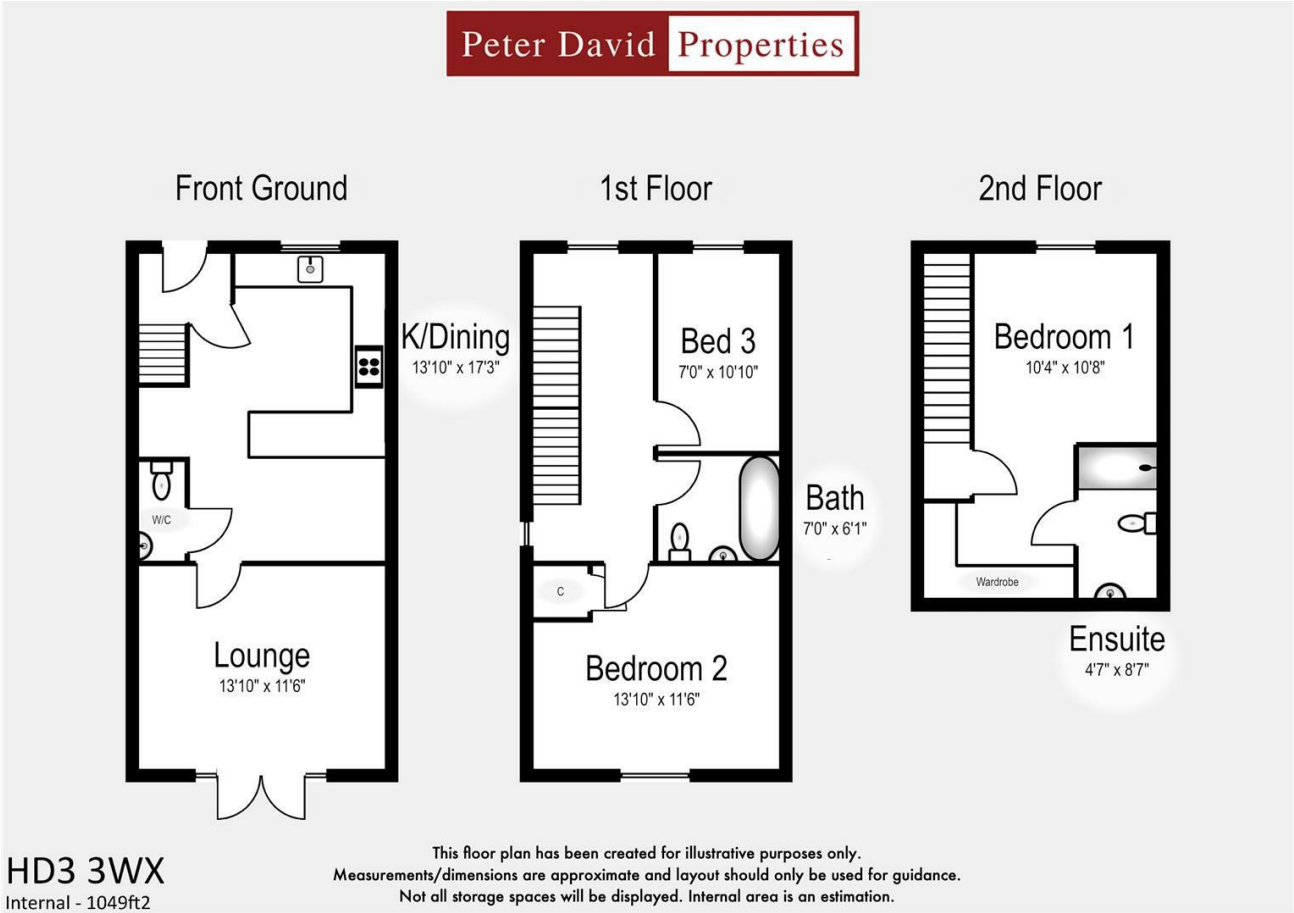 Peter David Properties
Front Ground
1st Floor
2nd Floor
K/Dining
13'10" x 17'3"
W/C
Lounge
13'10" x 11'6"
Bed 3
7'0" x 10'10"
Bath
7'0" x 6'1"
C
Bedroom 2
13'10" x 11'6"
Bedroom 1
10'4" x 10'8"
Wardrobe
Ensuite
4'7" x 8'7"
HD3 3WX
Internal - 1049ft2
This floor plan has been created for illustrative purposes only.
Measurements/dimensions are approximate and layout should only be used for guidance.
Not all storage spaces will be displayed. Internal area is an estimation.